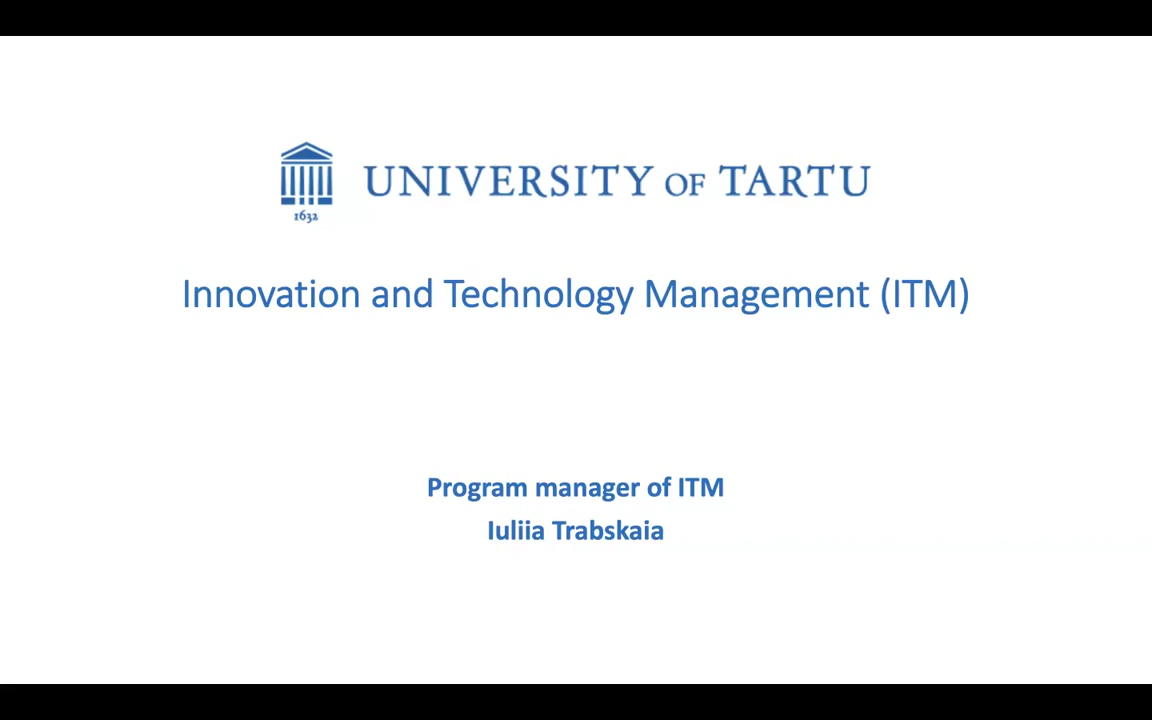 UNIVERSITY OF TARTU
1632
Innovation and Technology Management (ITM)
Program manager of ITM
Iuliia Trabskaia